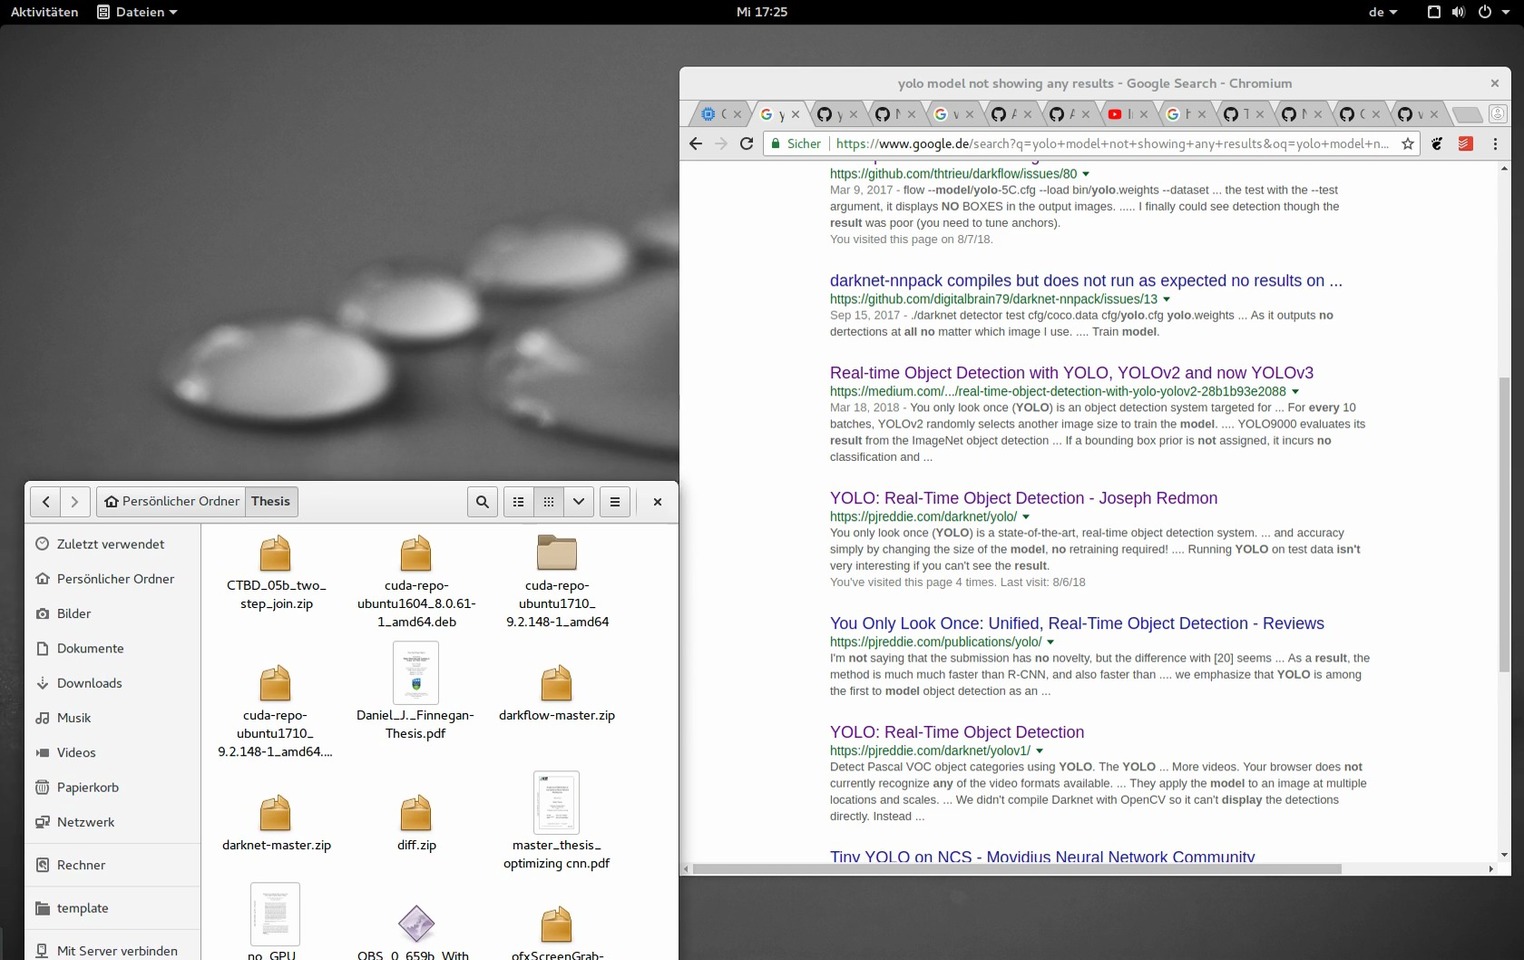 Aktivitäten
Dateien
Mi 17:25
de
yolo model not showing any results - Google Search - Chromium
Sicher
https://www.google.de/search?q=yolo+model+not+showing+any+results&oq=yolo+model+n...
https://github.com/thtrieu/darkflow/issues/80
Mar 9, 2017 - flow --model/yolo-5C.cfg --load bin/yolo.weights --dataset ... the test with the --test
argument, it displays NO BOXES in the output images. ..... I finally could see detection though the
result was poor (you need to tune anchors).
You visited this page on 8/7/18.
darknet-nnpack compiles but does not run as expected no results on ...
https://github.com/digitalbrain79/darknet-nnpack/issues/13
Sep 15, 2017 - ./darknet detector test cfg/coco.data cfg/yolo.cfg yolo.weights ... As it outputs no
dertections at all no matter which image I use. .... Train model.
Real-time Object Detection with YOLO, YOLOv2 and now YOLOv3
https://medium.com/.../real-time-object-detection-with-yolo-yolov2-28b1b93e2088
Mar 18, 2018 - You only look once (YOLO) is an object detection system targeted for ... For every 10
batches, YOLOv2 randomly selects another image size to train the model. .... YOLO9000 evaluates its
result from the ImageNet object detection ... If a bounding box prior is not assigned, it incurs no
classification and ...
YOLO: Real-Time Object Detection - Joseph Redmon
https://pjreddie.com/darknet/yolo/
You only look once (YOLO) is a state-of-the-art, real-time object detection system. ... and accuracy
simply by changing the size of the model, no retraining required! .... Running YOLO on test data isn't
very interesting if you can't see the result.
You've visited this page 4 times. Last visit: 8/6/18
You Only Look Once: Unified, Real-Time Object Detection - Reviews
https://pjreddie.com/publications/yolo/
I'm not saying that the submission has no novelty, but the difference with [20] seems ... As a result, the
method is much much faster than R-CNN, and also faster than .... we emphasize that YOLO is among
the first to model object detection as an ...
YOLO: Real-Time Object Detection
https://pjreddie.com/darknet/yolov1/
Detect Pascal VOC object categories using YOLO. The YOLO ... More videos. Your browser does not
currently recognize any of the video formats available. ... They apply the model to an image at multiple
locations and scales. ... We didn't compile Darknet with OpenCV so it can't display the detections
directly. Instead ...
Tiny YOLO on NCS - Movidius Neural Network Community
Persönlicher Ordner
Thesis
Zuletzt verwendet
Persönlicher Ordner
Bilder
Dokumente
Downloads
Musik
Videos
Papierkorb
Netzwerk
Rechner
template
Mit Server verbinden
CTBD_05b_two_
step_join.zip
cuda-repo-
ubuntu1604_8.0.61-
1_amd64.deb
cuda-repo-
ubuntu1710_
9.2.148-1_amd64
cuda-repo-
ubuntu1710_
9.2.148-1_amd64....
Daniel_J._Finnegan-
Thesis.pdf
darkflow-master.zip
darknet-master.zip
diff.zip
master_thesis_
optimizing cnn.pdf
no_GPU_
OBS_0_659b_With_
ofxScreenGrab-